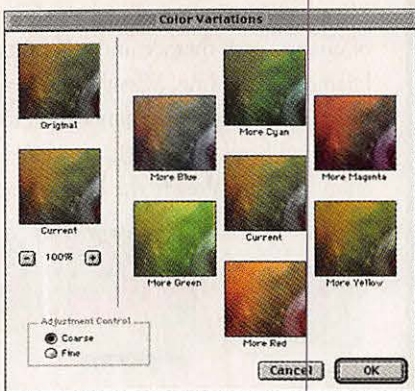 Color Variations
Original
Current
- 100% +
More Cyan
More Blue
More Magenta
Current
More Green
More Yellow
More Red
Adjustment Control
Coarse
Fine
Cancel
OK